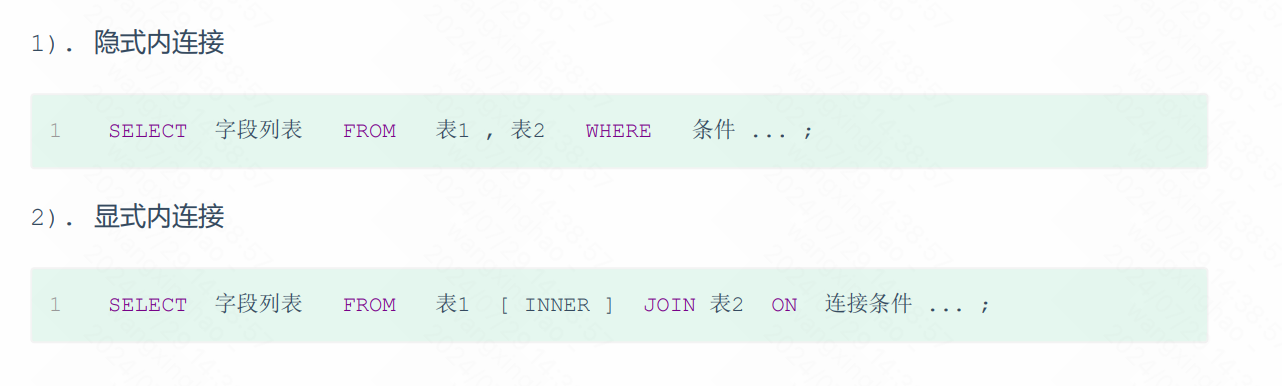 1). 隐式内连接
1 SELECT 字段列表 FROM 表1 , 表2 WHERE 条件 ... ;
2). 显式内连接
1 SELECT 字段列表 FROM 表1 [ INNER ] JOIN 表2 ON 连接条件 ... ;